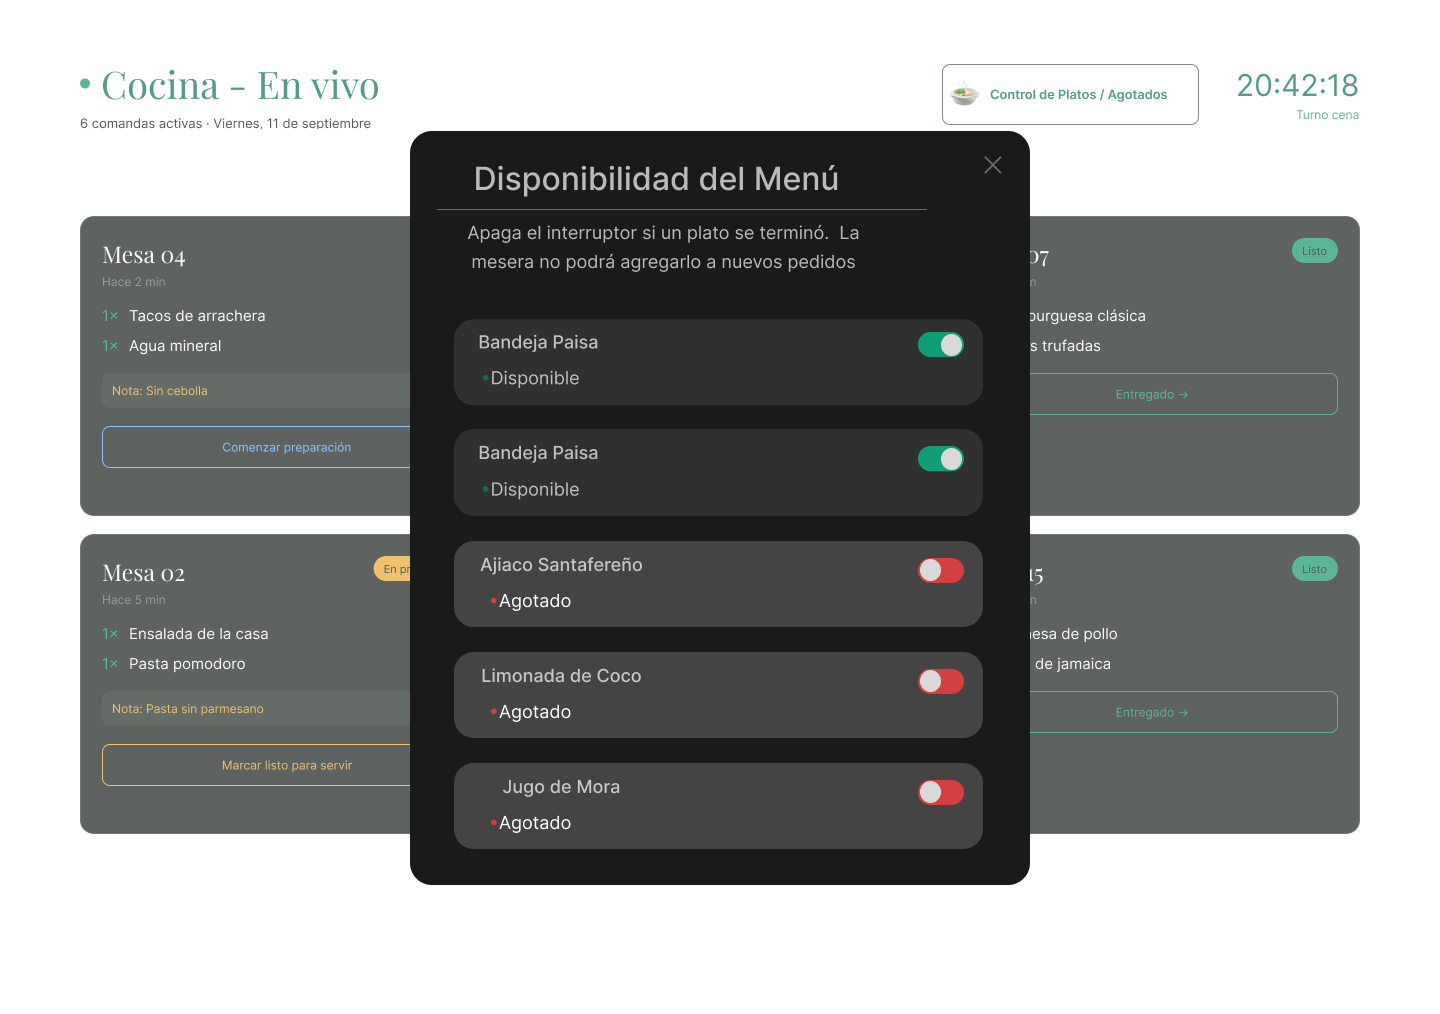 Cocina - En vivo
6 comandas activas · Viernes, 11 de septiembre
Control de Platos / Agotados
20:42:18
Turno cena
Disponibilidad del Menú
Apaga el interruptor si un plato se terminó. La
mesera no podrá agregarlo a nuevos pedidos
Bandeja Paisa
•Disponible
Bandeja Paisa
•Disponible
Ajiaco Santafereño
•Agotado
Limonada de Coco
•Agotado
Jugo de Mora
•Agotado
Mesa 04
Hace 2 min
1× Tacos de arrachera
1× Agua mineral
Nota: Sin cebolla
Comenzar preparación
07
Listo
clásica
trufadas
Entregado →
Mesa 02
En
Hace 5 min
1× Ensalada de la casa
1× Pasta pomodoro
Nota: Pasta sin parmesano
Marcar listo para servir
15
Listo
de pollo
de jamaica
Entregado →